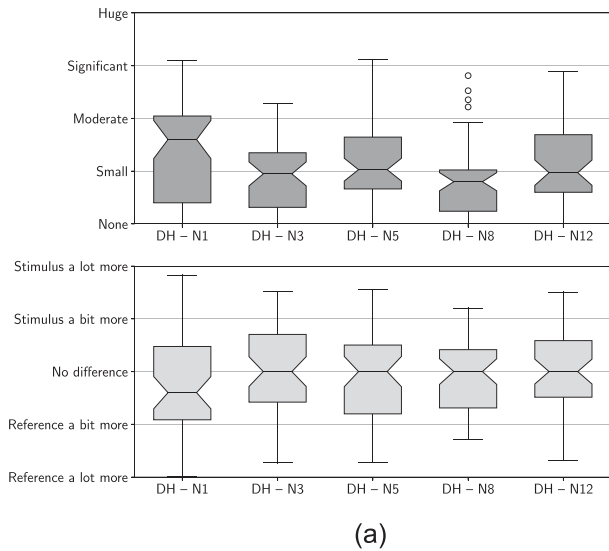 Huge
Significant
Moderate
Small
None
DH – N1 DH – N3 DH – N5 DH – N8 DH – N12
Stimulus a lot more
Stimulus a bit more
No difference
Reference a bit more
Reference a lot more
DH – N1 DH – N3 DH – N5 DH – N8 DH – N12
(a)